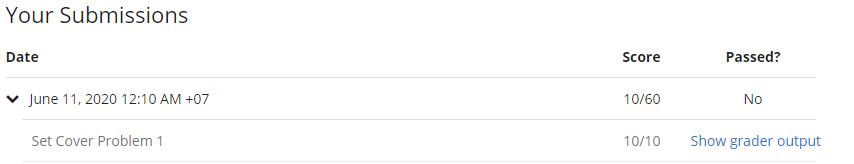 Your Submissions
Date Score Passed?
June 11, 2020 12:10 AM +07 10/60 No
Set Cover Problem 1 10/10 Show grader output